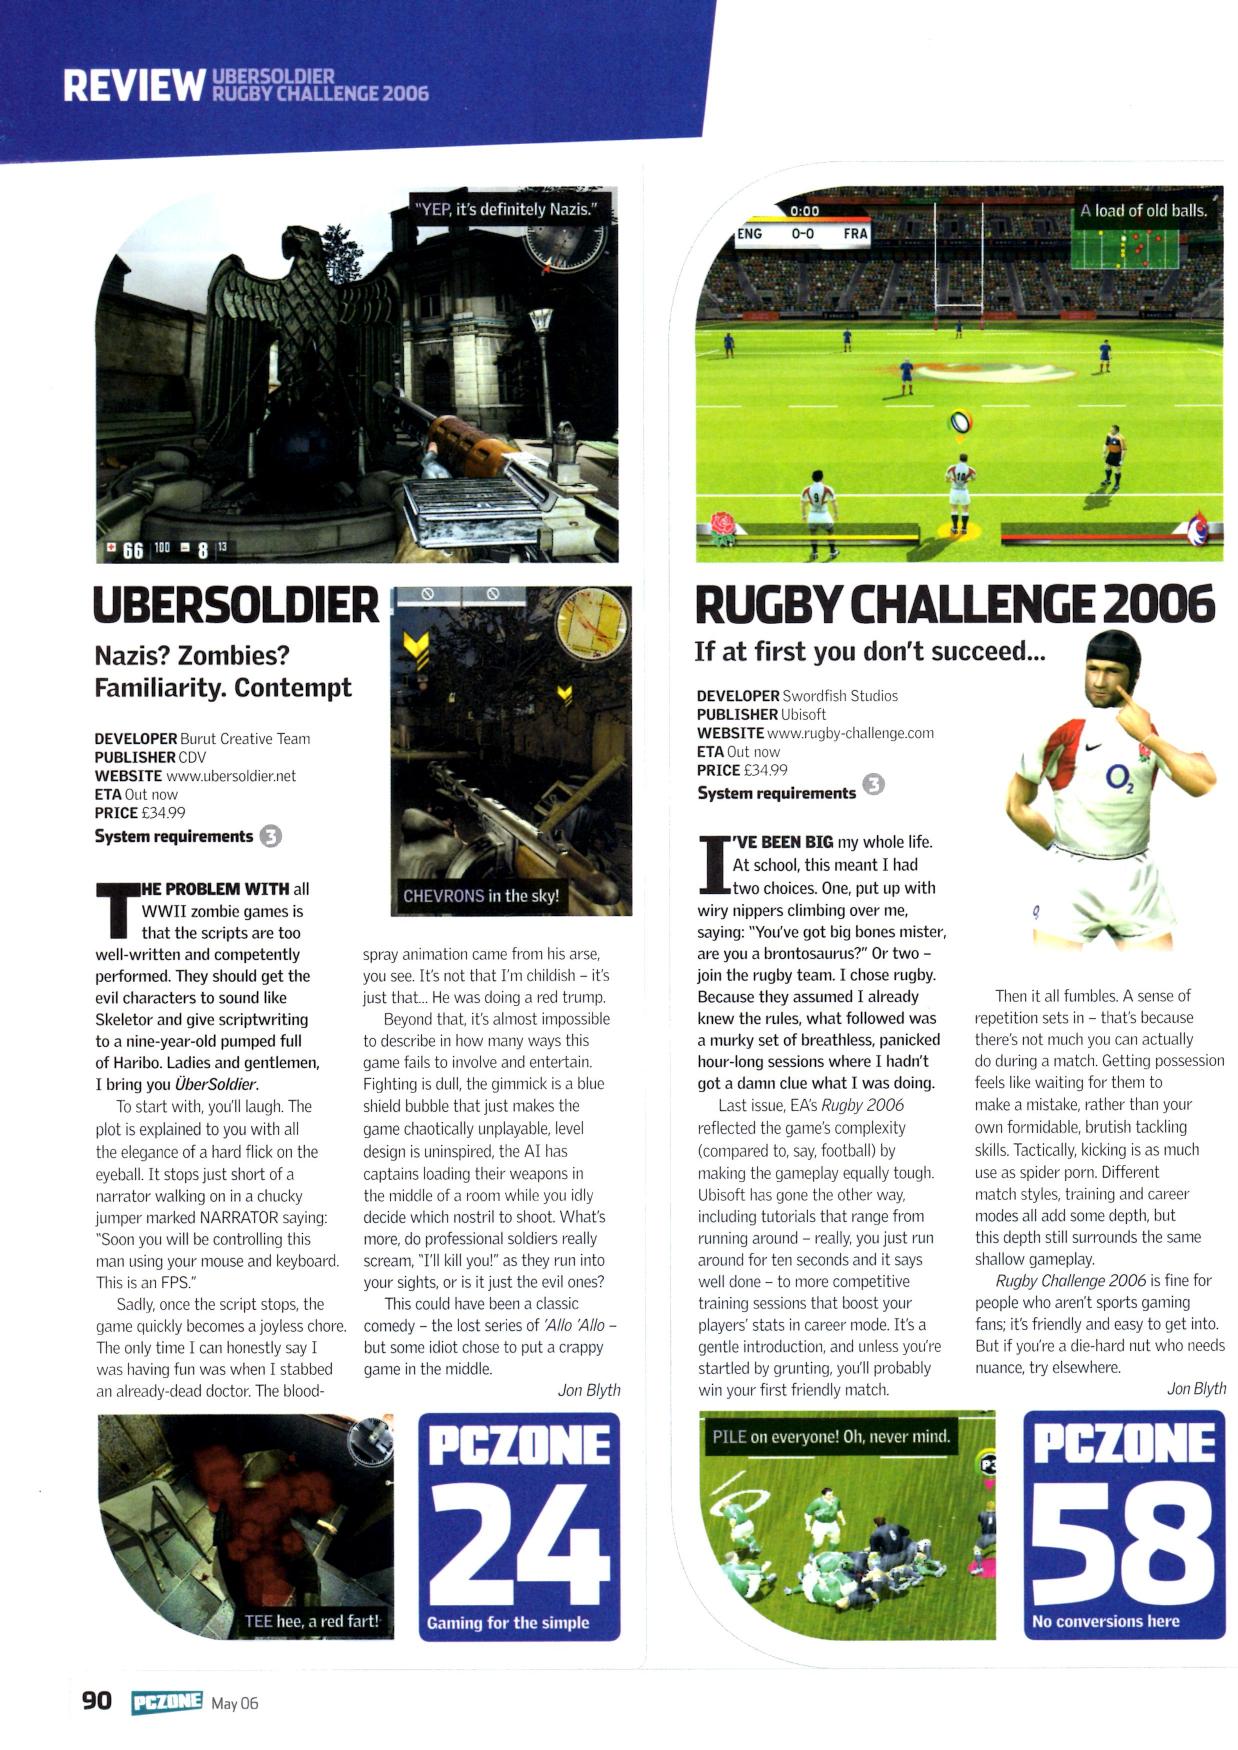 REVIEW UBERSOLDIER
RUGBY CHALLENGE 2006
"YEP, it's definitely Nazis."
66 100 8 13
UBERSOLDIER
Nazis? Zombies?
Familiarity. Contempt
DEVELOPER Burut Creative Team
PUBLISHER CDV
WEBSITE www.ubersoldier.net
ETA Out now
PRICE £34.99
System requirements 3
CHEVRONS in the sky!
THE PROBLEM WITH all
WWII zombie games is
that the scripts are too
well-written and competently
performed. They should get the
evil characters to sound like
Skeletor and give scriptwriting
to a nine-year-old pumped full
of Haribo. Ladies and gentlemen,
I bring you ÜberSoldier.
To start with, you'll laugh. The
plot is explained to you with all
the elegance of a hard flick on the
eyeball. It stops just short of a
narrator walking on in a chucky
jumper marked NARRATOR saying:
"Soon you will be controlling this
man using your mouse and keyboard.
This is an FPS."
Sadly, once the script stops, the
game quickly becomes a joyless chore.
The only time I can honestly say I
was having fun was when I stabbed
an already-dead doctor. The blood-
spray animation came from his arse,
you see. It's not that I'm childish – it's
just that... He was doing a red trump.
Beyond that, it's almost impossible
to describe in how many ways this
game fails to involve and entertain.
Fighting is dull, the gimmick is a blue
shield bubble that just makes the
game chaotically unplayable, level
design is uninspired, the AI has
captains loading their weapons in
the middle of a room while you idly
decide which nostril to shoot. What's
more, do professional soldiers really
scream, "I'll kill you!" as they run into
your sights, or is it just the evil ones?
This could have been a classic
comedy – the lost series of 'Allo 'Allo –
but some idiot chose to put a crappy
game in the middle.
Jon Blyth
TEE hee, a red fart!
PCZONE
24
Gaming for the simple
0:00
ENG 0-0 FRA
A load of old balls.
9
10
RUGBY CHALLENGE 2006
If at first you don't succeed...
DEVELOPER Swordfish Studios
PUBLISHER Ubisoft
WEBSITE www.rugby-challenge.com
ETA Out now
PRICE £34.99
System requirements 3
O2
I'VE BEEN BIG my whole life.
At school, this meant I had
two choices. One, put up with
wiry nippers climbing over me,
saying: "You've got big bones mister,
are you a brontosaurus?" Or two –
join the rugby team. I chose rugby.
Because they assumed I already
knew the rules, what followed was
a murky set of breathless, panicked
hour-long sessions where I hadn't
got a damn clue what I was doing.
Last issue, EA's Rugby 2006
reflected the game's complexity
(compared to, say, football) by
making the gameplay equally tough.
Ubisoft has gone the other way,
including tutorials that range from
running around – really, you just run
around for ten seconds and it says
well done – to more competitive
training sessions that boost your
players' stats in career mode. It's a
gentle introduction, and unless you're
startled by grunting, you'll probably
win your first friendly match.
Then it all fumbles. A sense of
repetition sets in – that's because
there's not much you can actually
do during a match. Getting possession
feels like waiting for them to
make a mistake, rather than your
own formidable, brutish tackling
skills. Tactically, kicking is as much
use as spider porn. Different
match styles, training and career
modes all add some depth, but
this depth still surrounds the same
shallow gameplay.
Rugby Challenge 2006 is fine for
people who aren't sports gaming
fans; it's friendly and easy to get into.
But if you're a die-hard nut who needs
nuance, try elsewhere.
Jon Blyth
PILE on everyone! Oh, never mind.
P3
PCZONE
58
No conversions here
90 PCZONE May 06